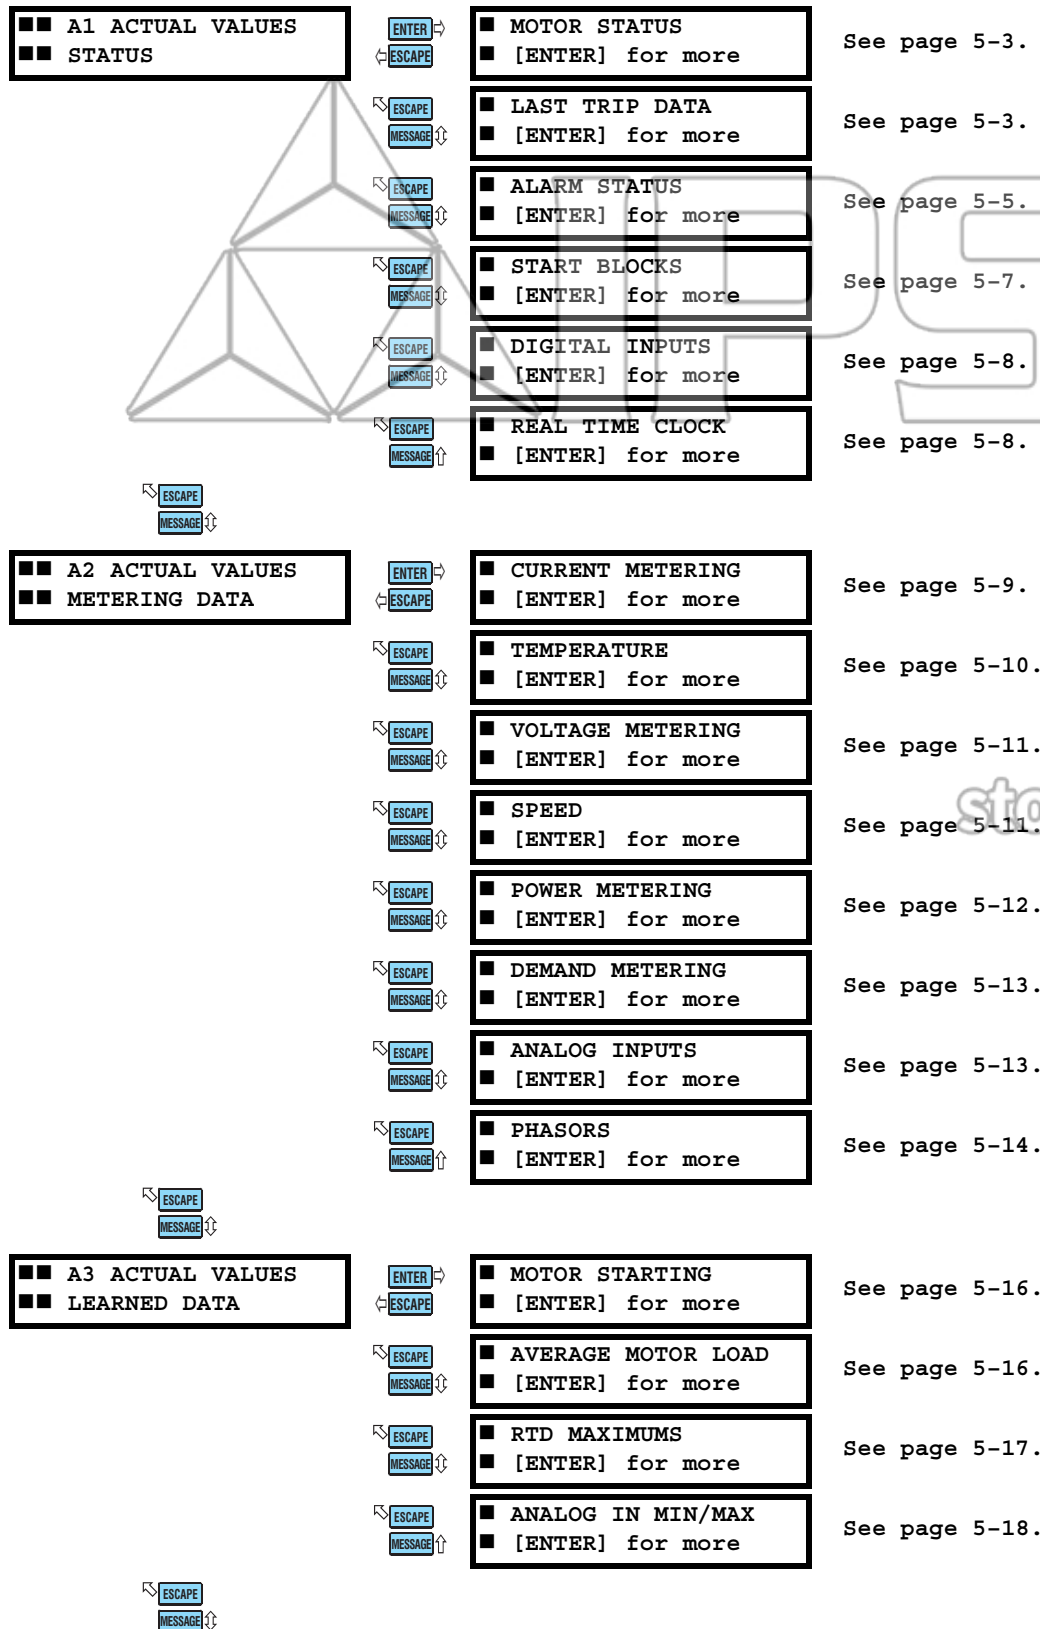 ■■ A1 ACTUAL VALUES
■■ STATUS
ENTER
ESCAPE
■ MOTOR STATUS
■ [ENTER] for more
See page 5-3.
ESCAPE
MESSAGE
■ LAST TRIP DATA
■ [ENTER] for more
See page 5-3.
ESCAPE
MESSAGE
■ ALARM STATUS
■ [ENTER] for more
See page 5-5.
ESCAPE
MESSAGE
■ START BLOCKS
■ [ENTER] for more
See page 5-7.
ESCAPE
MESSAGE
■ DIGITAL INPUTS
■ [ENTER] for more
See page 5-8.
ESCAPE
MESSAGE
■ REAL TIME CLOCK
■ [ENTER] for more
See page 5-8.
ESCAPE
MESSAGE
■■ A2 ACTUAL VALUES
■■ METERING DATA
ENTER
ESCAPE
■ CURRENT METERING
■ [ENTER] for more
See page 5-9.
ESCAPE
MESSAGE
■ TEMPERATURE
■ [ENTER] for more
See page 5-10.
ESCAPE
MESSAGE
■ VOLTAGE METERING
■ [ENTER] for more
See page 5-11.
ESCAPE
MESSAGE
■ SPEED
■ [ENTER] for more
See page 5-11.
ESCAPE
MESSAGE
■ POWER METERING
■ [ENTER] for more
See page 5-12.
ESCAPE
MESSAGE
■ DEMAND METERING
■ [ENTER] for more
See page 5-13.
ESCAPE
MESSAGE
■ ANALOG INPUTS
■ [ENTER] for more
See page 5-13.
ESCAPE
MESSAGE
■ PHASORS
■ [ENTER] for more
See page 5-14.
ESCAPE
MESSAGE
■■ A3 ACTUAL VALUES
■■ LEARNED DATA
ENTER
ESCAPE
■ MOTOR STARTING
■ [ENTER] for more
See page 5-16.
ESCAPE
MESSAGE
■ AVERAGE MOTOR LOAD
■ [ENTER] for more
See page 5-16.
ESCAPE
MESSAGE
■ RTD MAXIMUMS
■ [ENTER] for more
See page 5-17.
ESCAPE
MESSAGE
■ ANALOG IN MIN/MAX
■ [ENTER] for more
See page 5-18.
ESCAPE
MESSAGE
IPS
sto